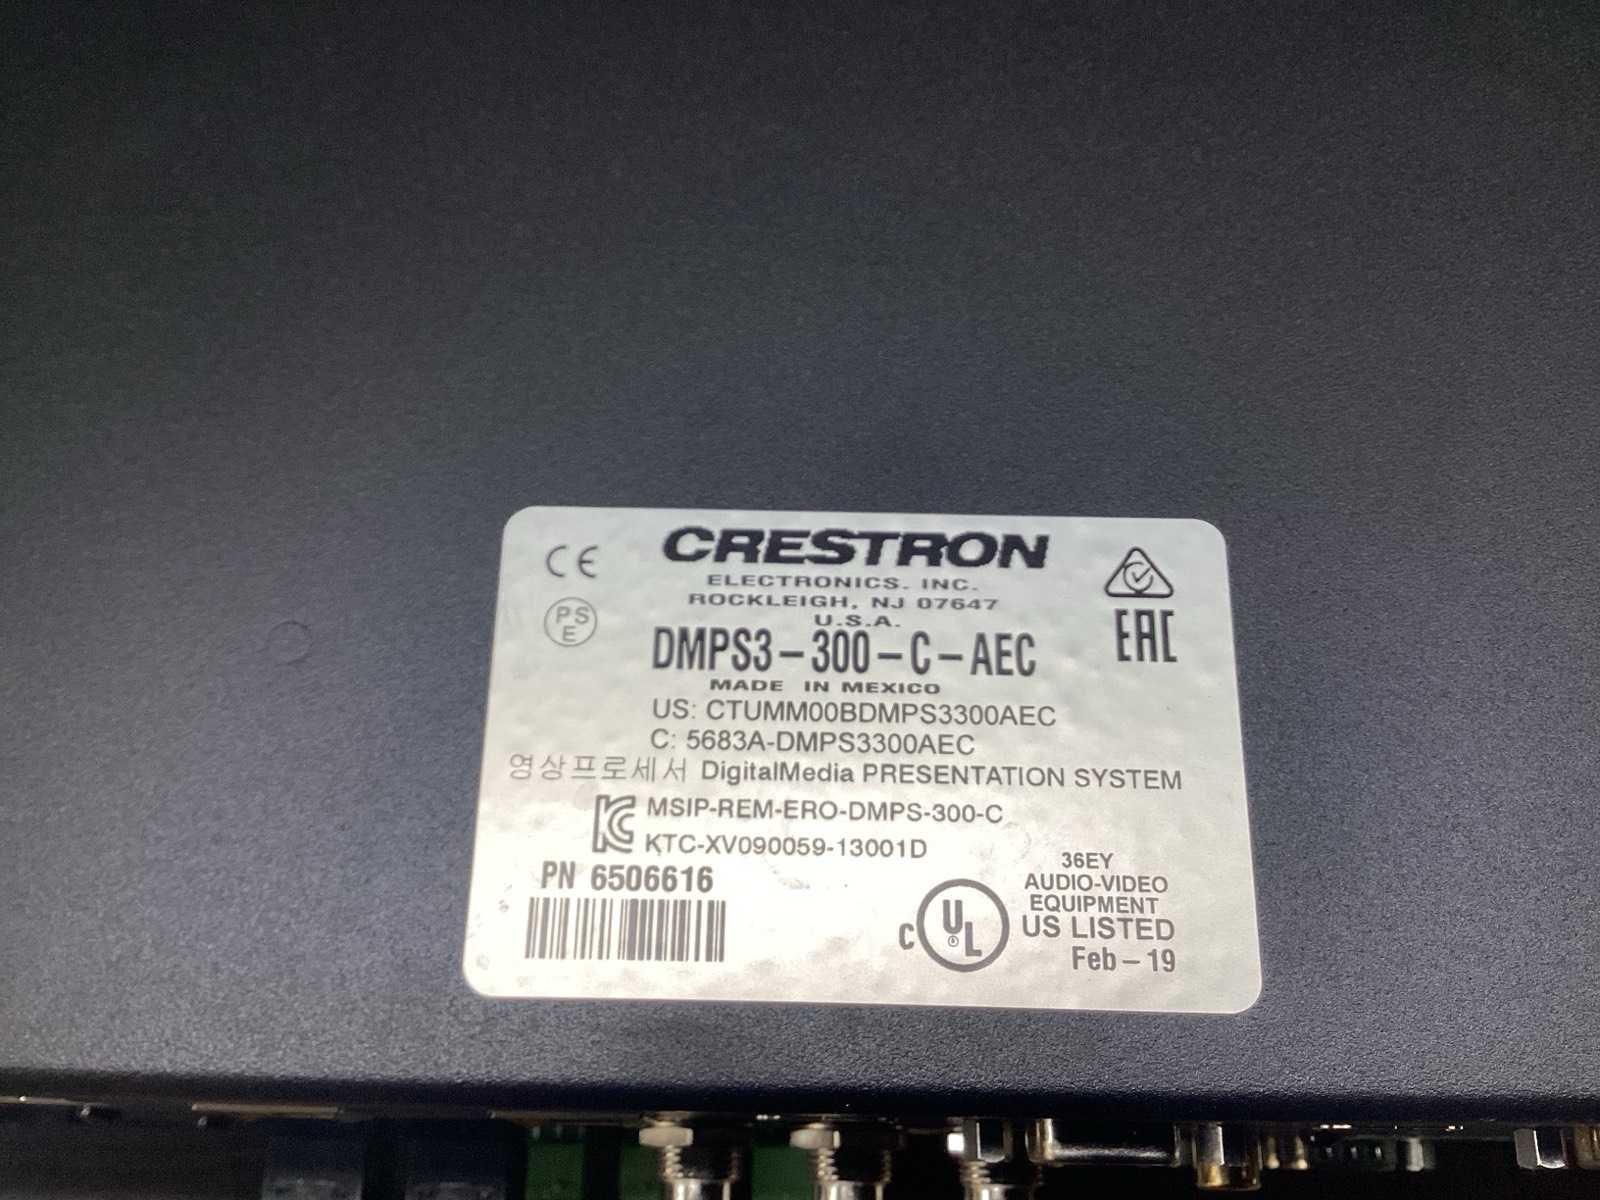 CE
CRESTRON
ELECTRONICS. INC.
ROCKLEIGH, NJ 07647
U.S.A.
PS
E
EAC
DMPS3-300-C-AEC
MADE IN MEXICO
US: CTUMM00BDMPS3300AEC
C: 5683A-DMPS3300AEC
영상프로세서 DigitalMedia PRESENTATION SYSTEM
KC MSIP-REM-ERO-DMPS-300-C
KTC-XV090059-13001D
PN 6506616
C UL ®
36EY
AUDIO-VIDEO
EQUIPMENT
US LISTED
Feb-19